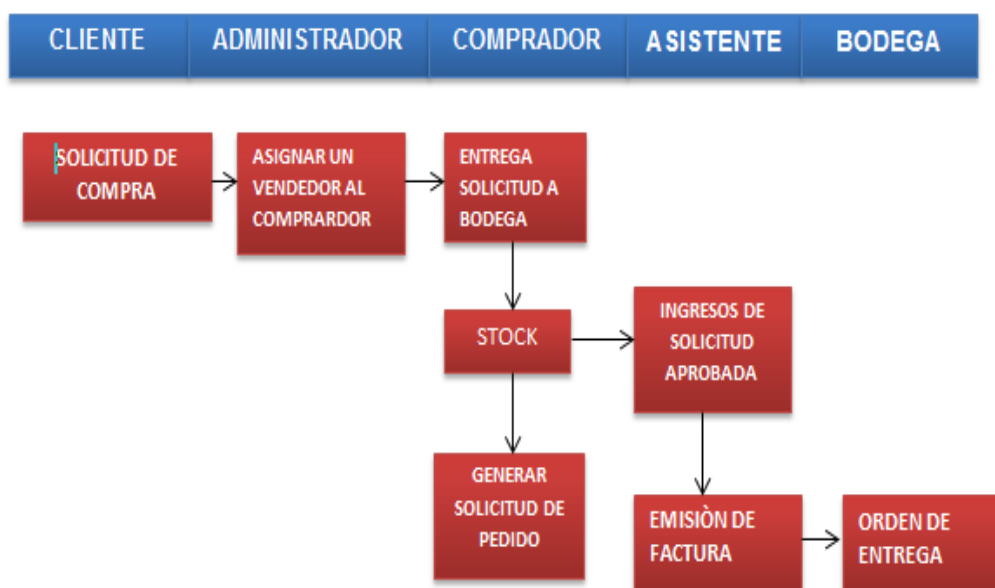 CLIENTE ADMINISTRADOR COMPRADOR ASISTENTE BODEGA
SOLICITUD DE
COMPRA
ASIGNAR UN
VENDEDOR AL
COMPRARDOR
ENTREGA
SOLICITUD A
BODEGA
STOCK
INGRESOS DE
SOLICITUD
APROBADA
GENERAR
SOLICITUD DE
PEDIDO
EMISIÒN DE
FACTURA
ORDEN DE
ENTREGA